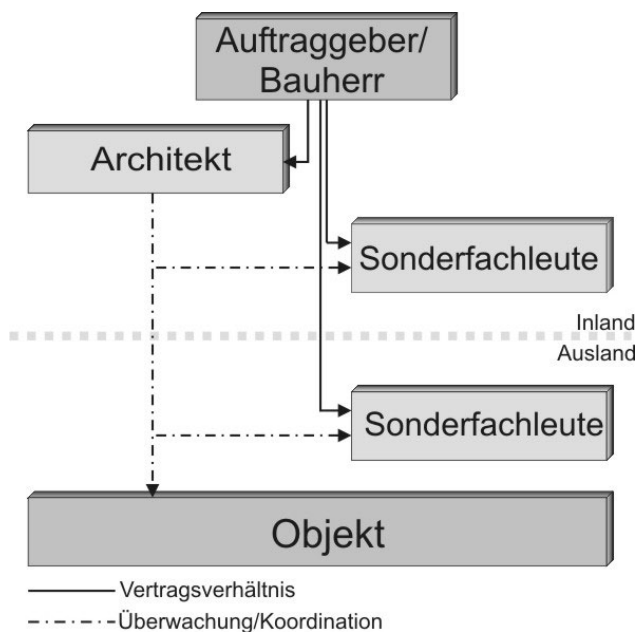 Auftraggeber/
Bauherr
Architekt
Sonderfachleute
Inland
Ausland
Sonderfachleute
Objekt
Vertragsverhältnis
Überwachung/Koordination